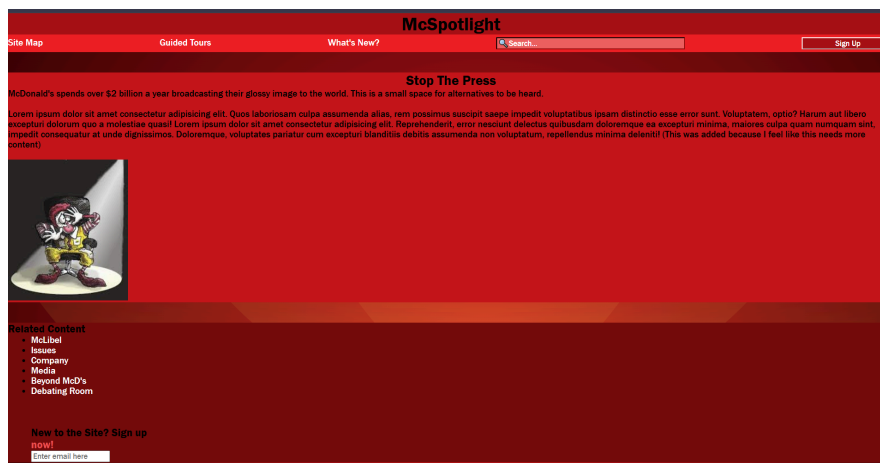 McSpotlight
Site Map Guided Tours What's New? Search... Sign Up
Stop The Press
McDonald's spends over $2 billion a year broadcasting their glossy image to the world. This is a small space for alternatives to be heard.
Lorem ipsum dolor sit amet consectetur adipisicing elit. Quos laboriosam culpa assumenda alias, rem possimus suscipit saepe impedit voluptatibus ipsam distinctio esse error sunt. Voluptatem, optio? Harum aut libero
excepturi dolorum quo a molestiae quasi! Lorem ipsum dolor sit amet consectetur adipisicing elit. Reprehenderit, error nesciunt delectus quibusdam doloremque ea excepturi minima, maiores culpa quam numquam sint,
impedit consequatur at unde dignissimos. Doloremque, voluptates pariatur cum excepturi blanditiis debitis assumenda non voluptatum, repellendus minima deleniti! (This was added because I feel like this needs more
content)
Related Content
McLibel
Issues
Company
Media
Beyond McD's
Debating Room
New to the Site? Sign up
now!
Enter email here